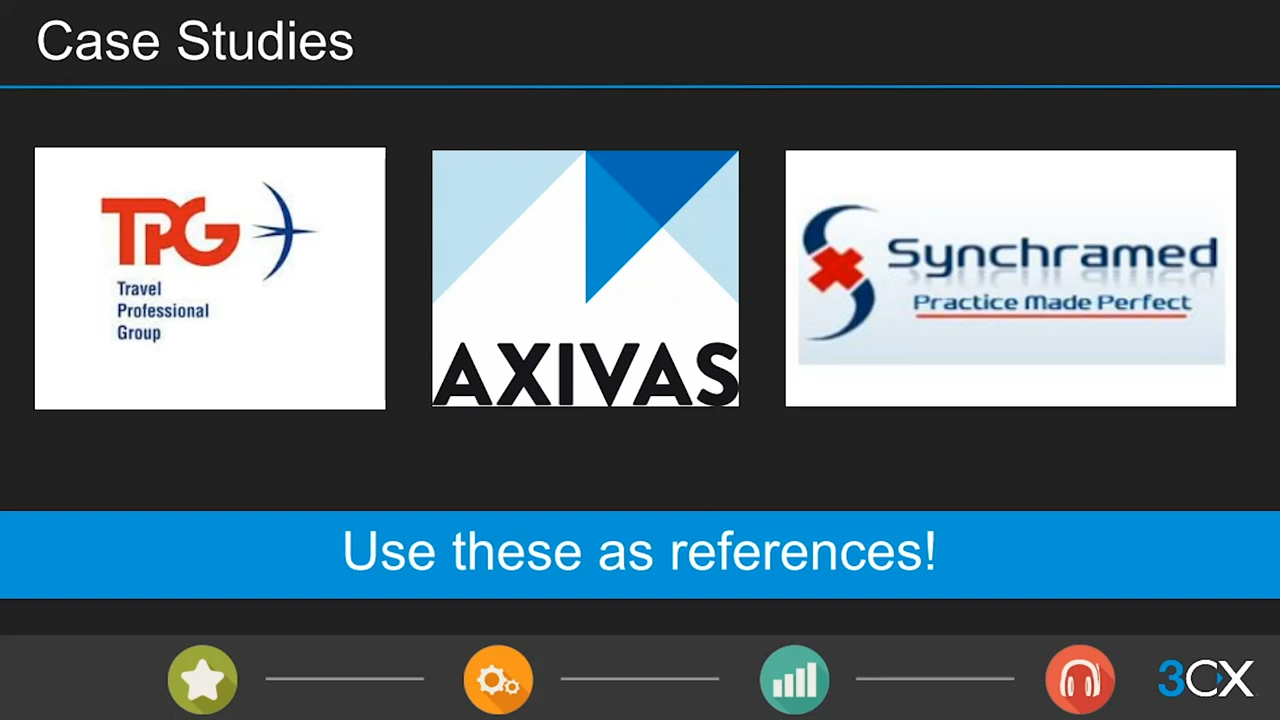 Case Studies
TPG
Travel
Professional
Group
AXIVAS
Synchramed
Practice Made Perfect
Use these as references!
3CX